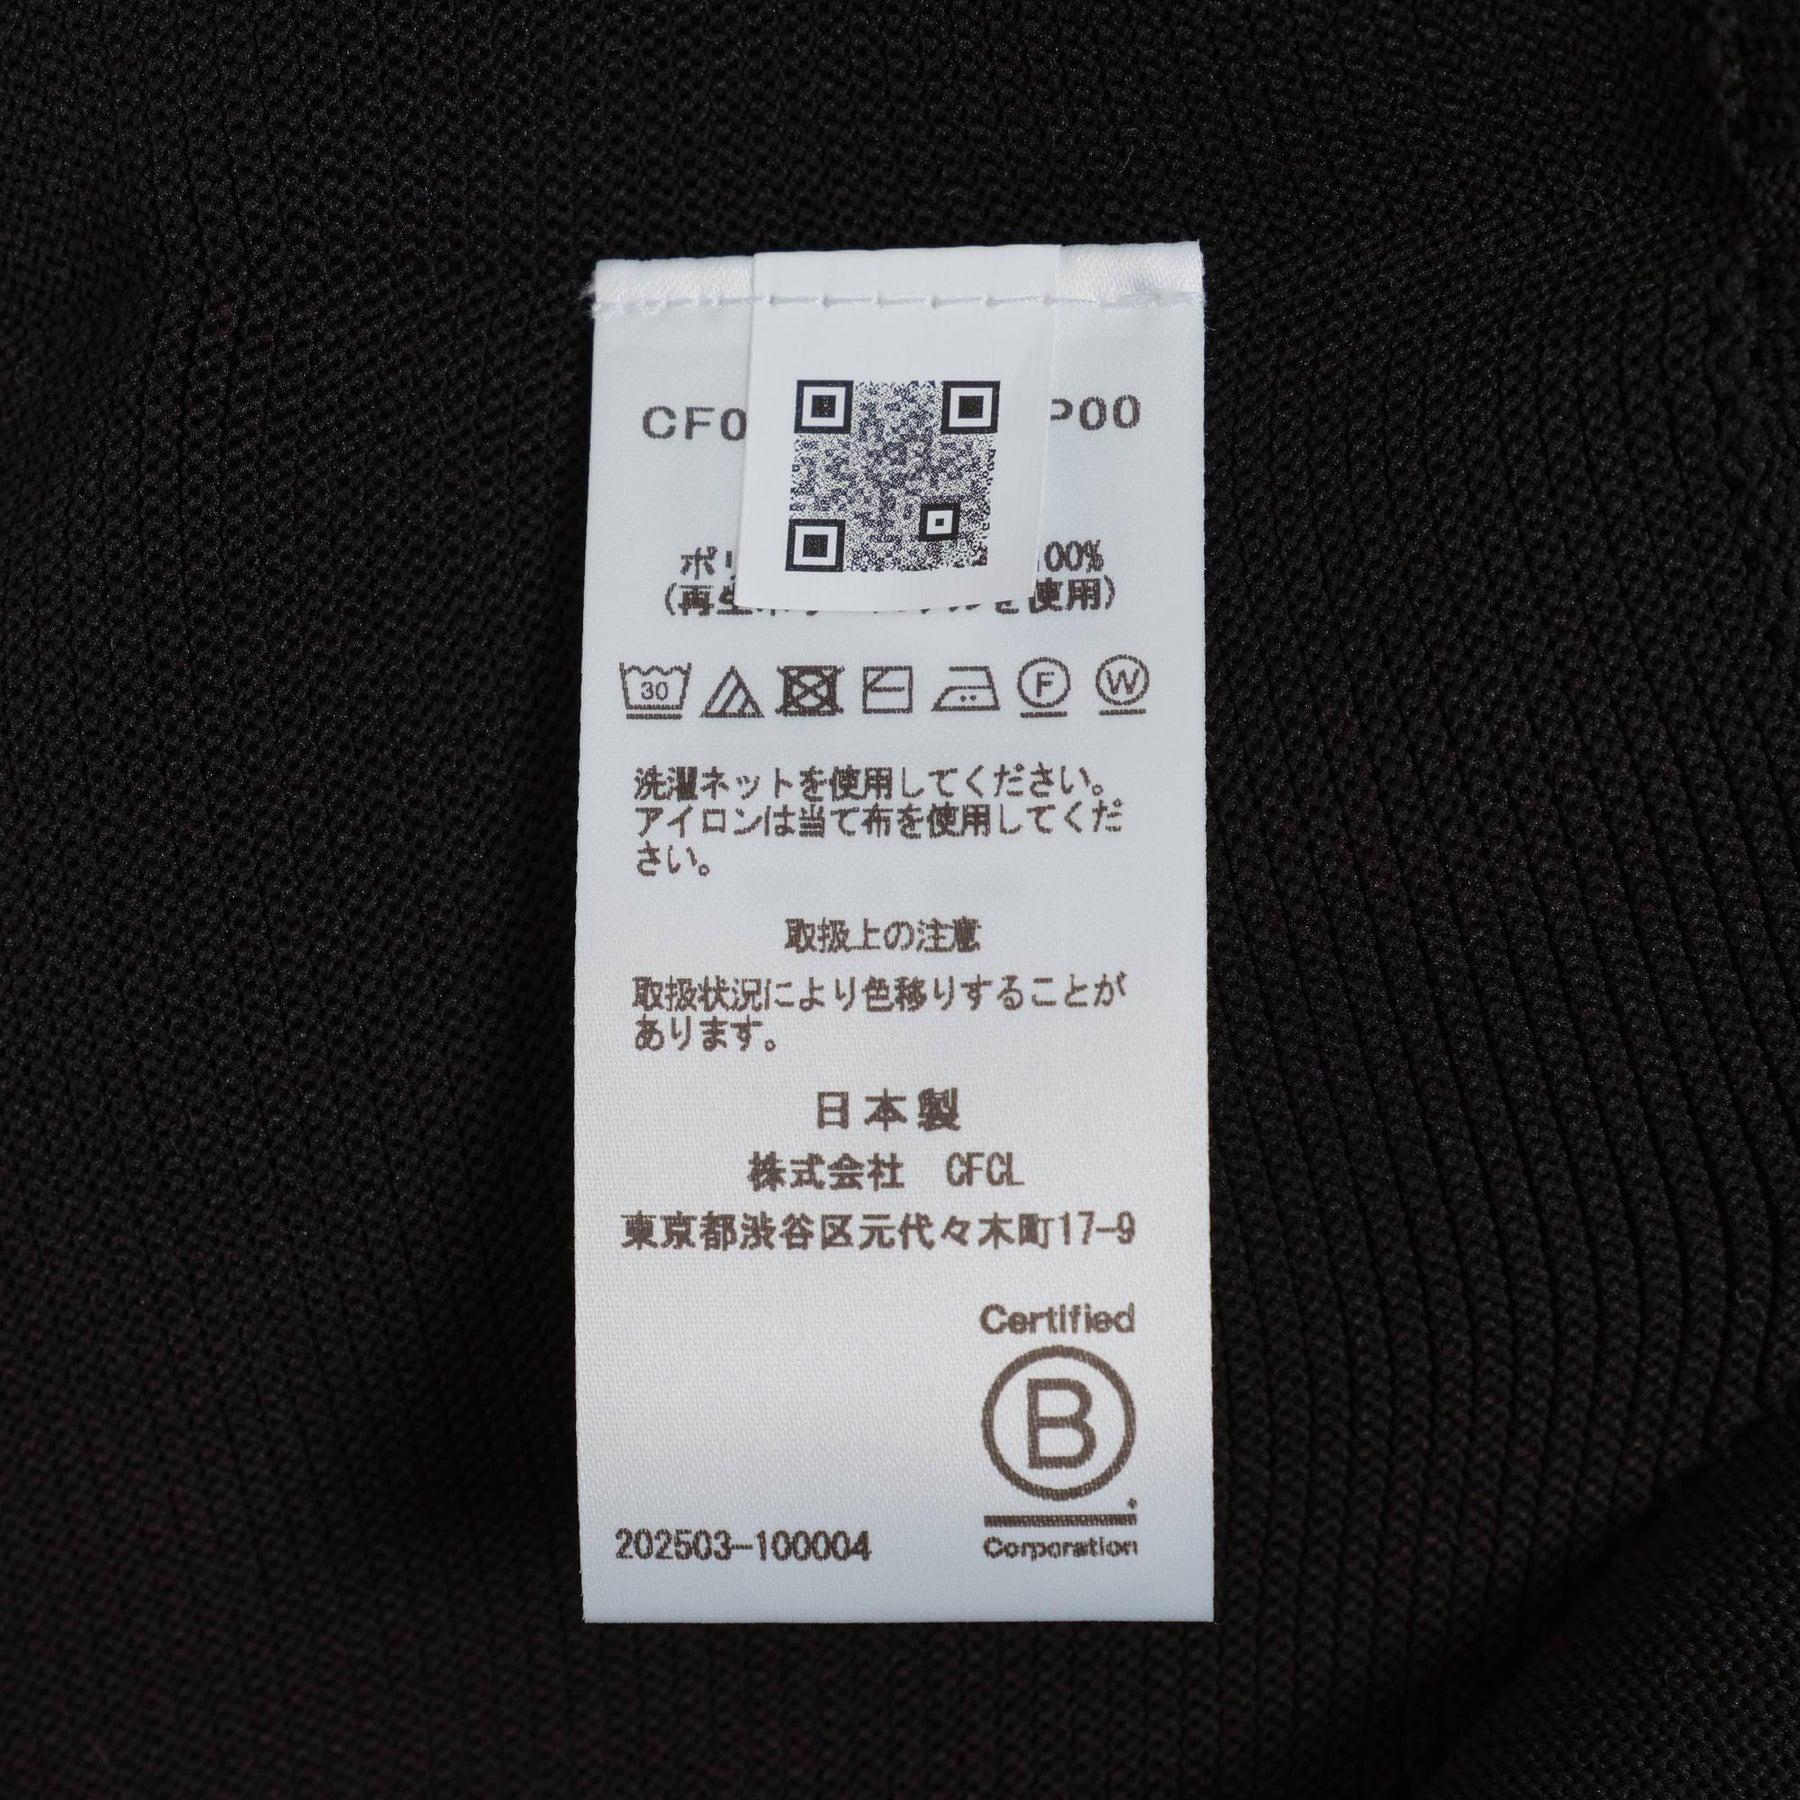 CF0 P00
ポリ 00%
(再生 を使用)
30 F W
洗濯ネットを使用してください。
アイロンは当て布を使用してくだ
さい。
取扱上の注意
取扱状況により色移りすることが
あります。
日本製
株式会社 CFCL
東京都渋谷区元代々木町17-9
Certified
B
Corporation
202503-100004